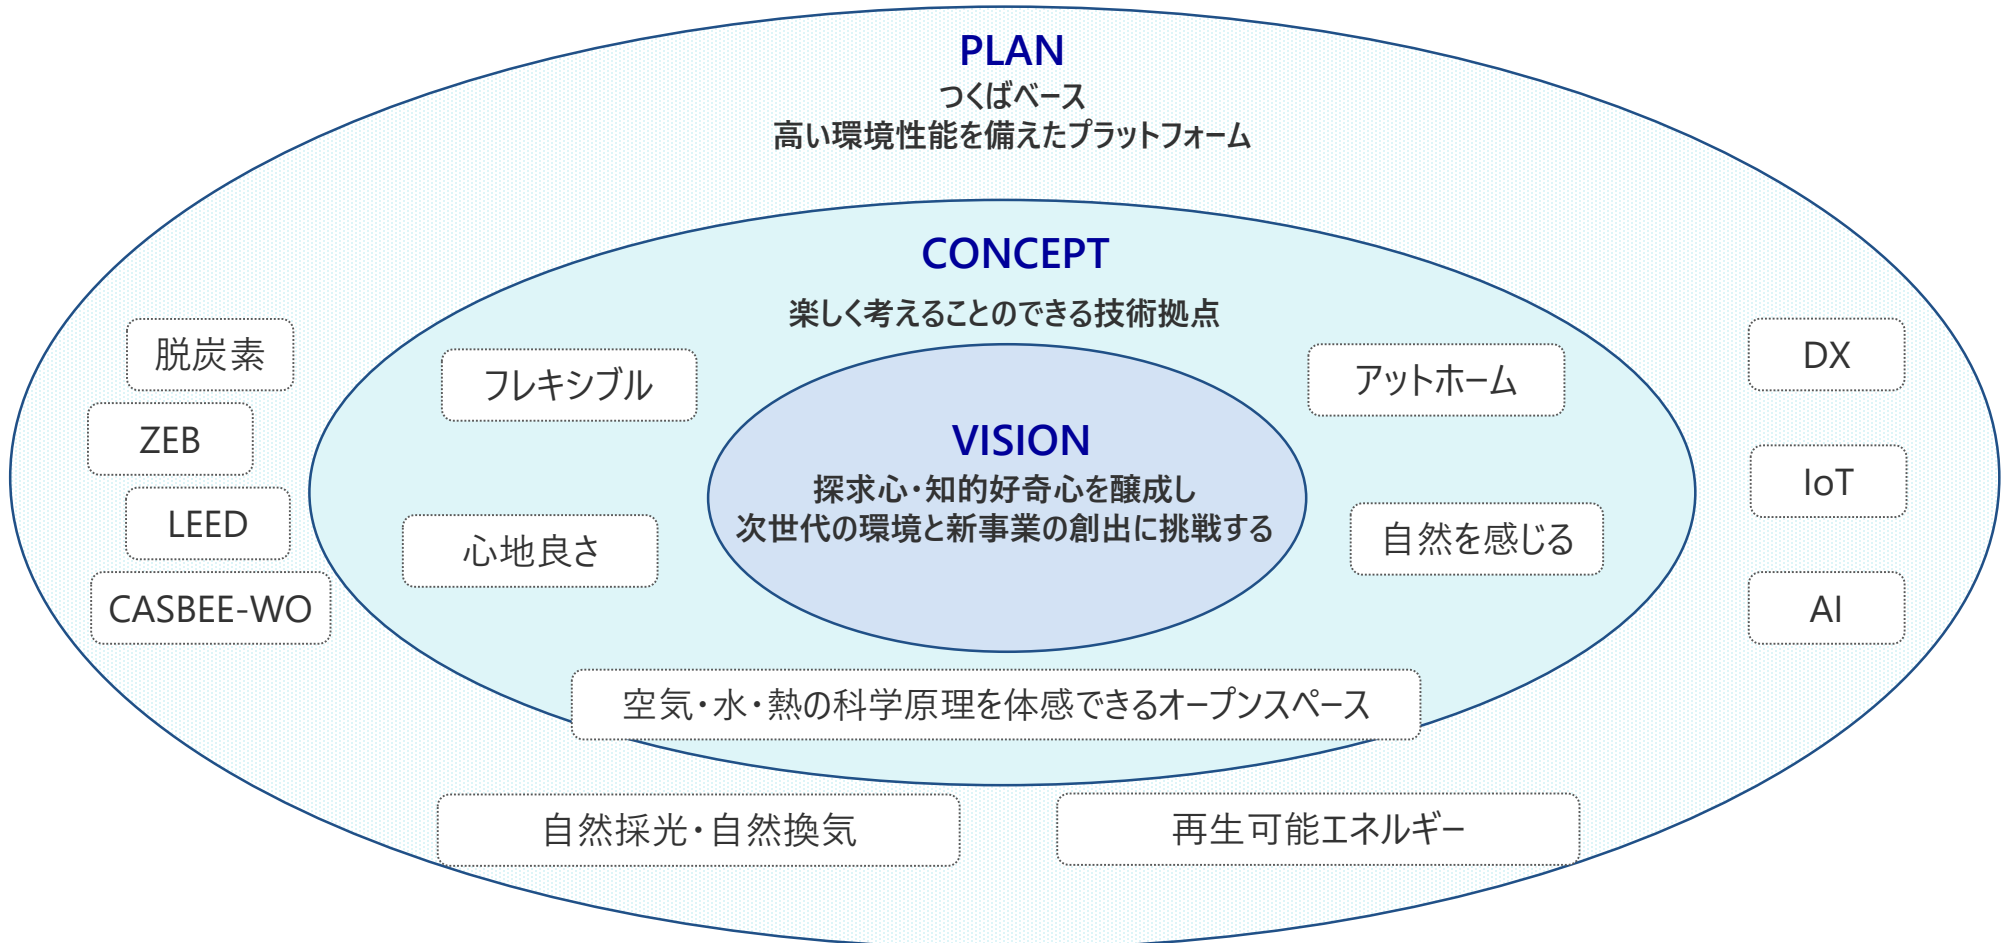 PLAN
つくばベース
高い環境性能を備えたプラットフォーム
CONCEPT
楽しく考えることのできる技術拠点
脱炭素
ZEB
LEED
CASBEE-WO
フレキシブル
心地良さ
VISION
探求心・知的好奇心を醸成し
次世代の環境と新事業の創出に挑戦する
アットホーム
自然を感じる
DX
IoT
AI
空気・水・熱の科学原理を体感できるオープンスペース
自然採光・自然換気
再生可能エネルギー